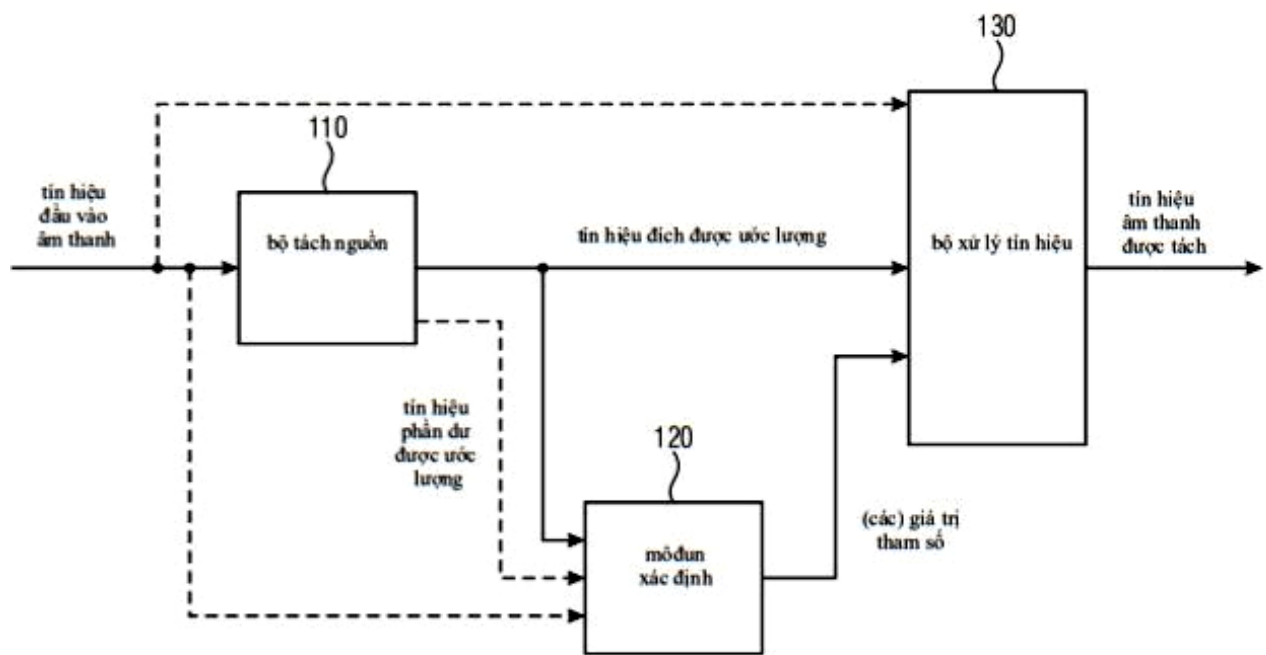 130
110
tín hiệu
đầu vào
âm thanh
bộ tách nguồn
tín hiệu đích được ước lượng
bộ xử lý tín hiệu
tín hiệu
âm thanh
được tách
tín hiệu
phần dư
được ước
lượng
120
môđun
xác định
(các) giá trị
tham số